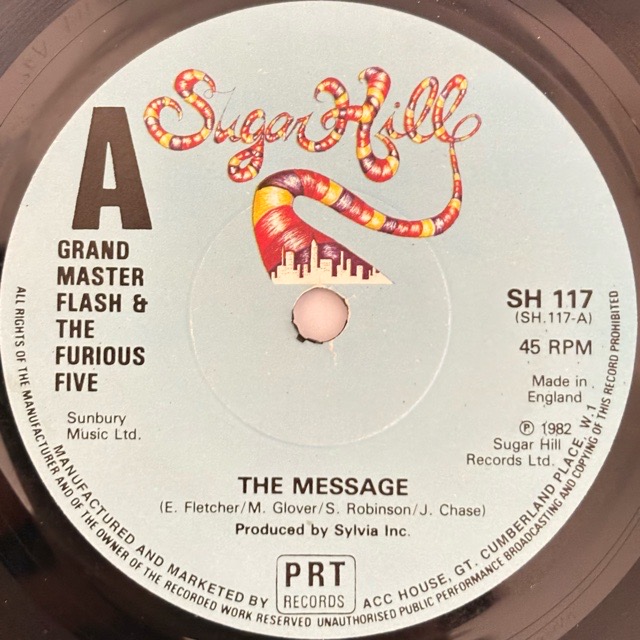 Sugar Hill
A
GRAND
MASTER
FLASH &
THE
FURIOUS
FIVE
Sunbury
Music Ltd.
SH 117
(SH.117-A)
45 RPM
Made in
England
℗ 1982
Sugar Hill
Records Ltd.
THE MESSAGE
(E. Fletcher/M. Glover/S. Robinson/J. Chase)
Produced by Sylvia Inc.
PRT
RECORDS
MANUFACTURED AND MARKETED BY
ACC HOUSE, GT. CUMBERLAND PLACE, W.1
ALL RIGHTS OF THE MANUFACTURER AND OF THE OWNER OF THE RECORDED WORK RESERVED UNAUTHORISED PUBLIC PERFORMANCE BROADCASTING AND COPYING OF THIS RECORD PROHIBITED